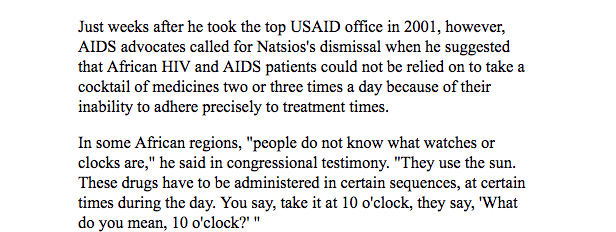 Just weeks after he took the top USAID office in 2001, however,
AIDS advocates called for Natsios's dismissal when he suggested
that African HIV and AIDS patients could not be relied on to take a
cocktail of medicines two or three times a day because of their
inability to adhere precisely to treatment times.
In some African regions, "people do not know what watches or
clocks are," he said in congressional testimony. "They use the sun.
These drugs have to be administered in certain sequences, at certain
times during the day. You say, take it at 10 o'clock, they say, 'What
do you mean, 10 o'clock?' "